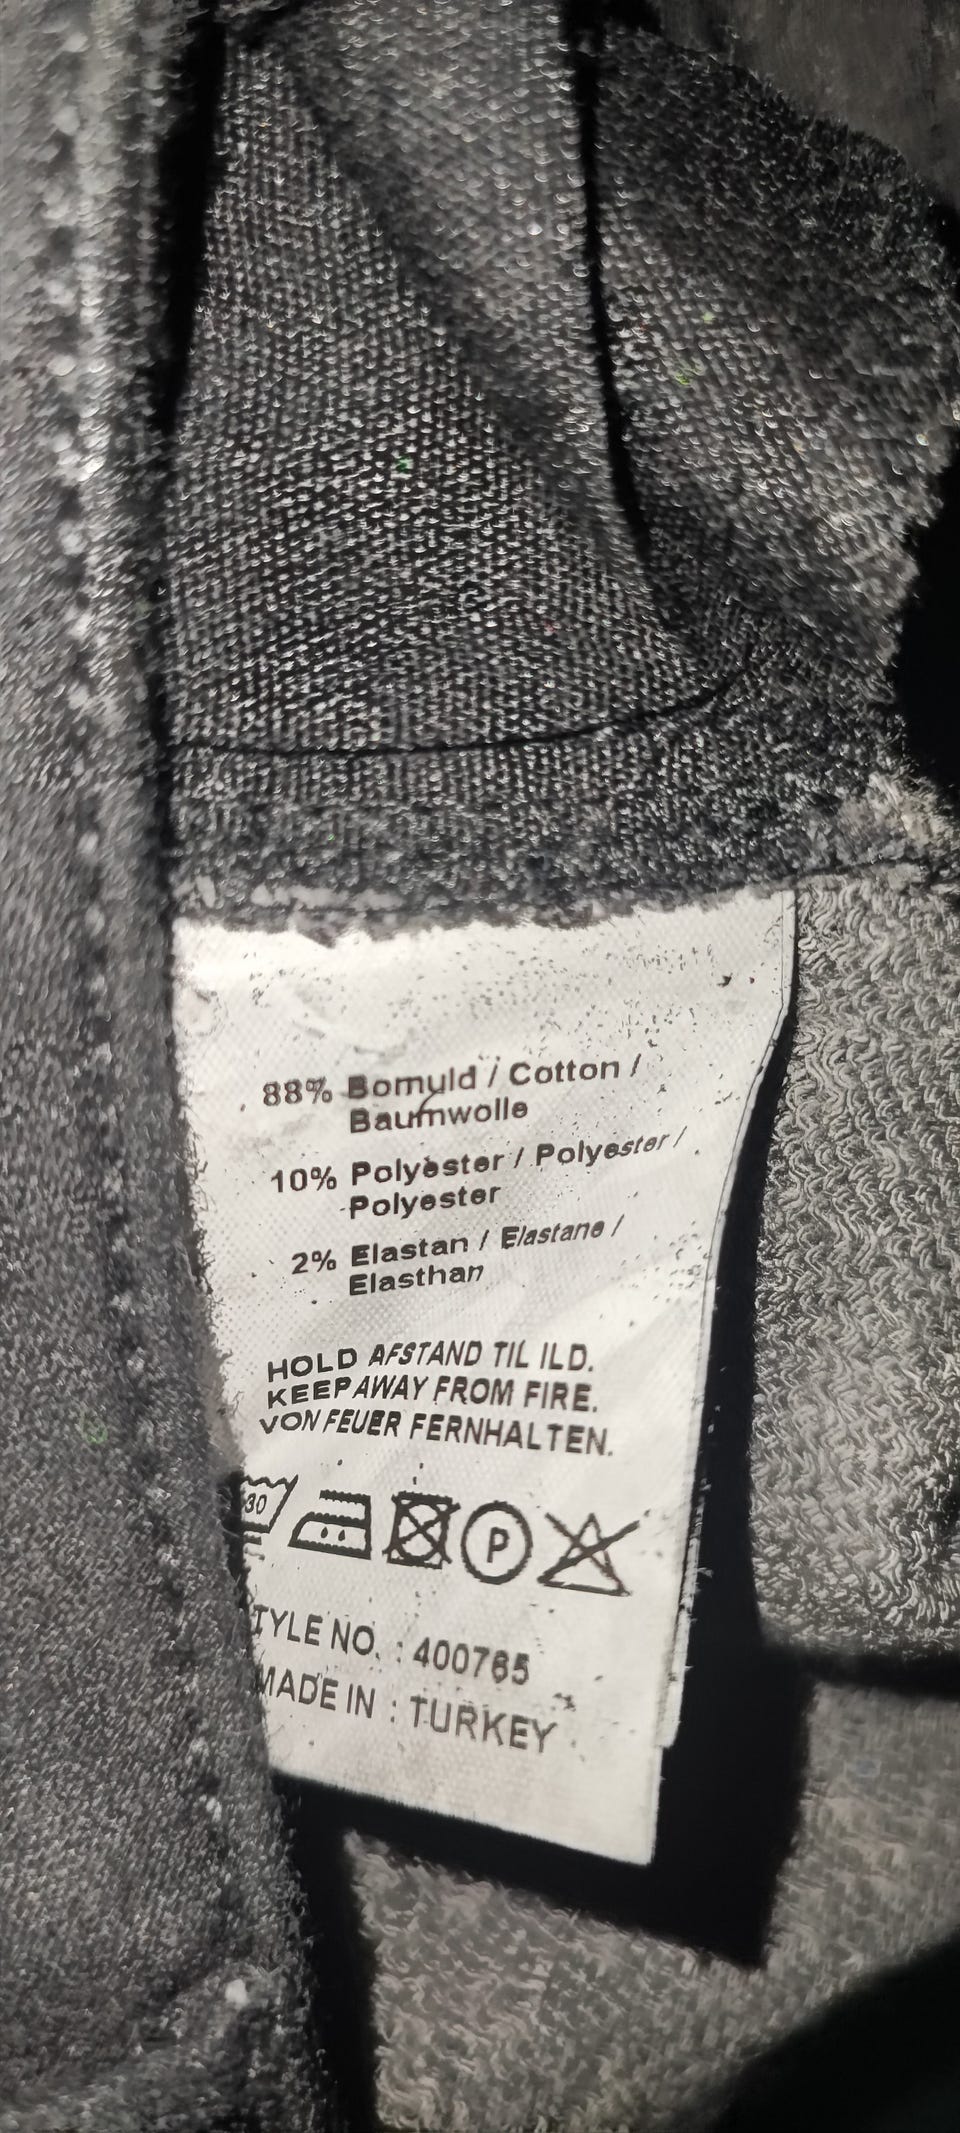 88% Bomuld / Cotton /
Baumwolle
10% Polyester / Polyester /
Polyester
2% Elastan / Elastane /
Elasthan
HOLD AFSTAND TIL ILD.
KEEP AWAY FROM FIRE.
VON FEUER FERNHALTEN.
30 P
TYLE NO. : 400765
MADE IN : TURKEY